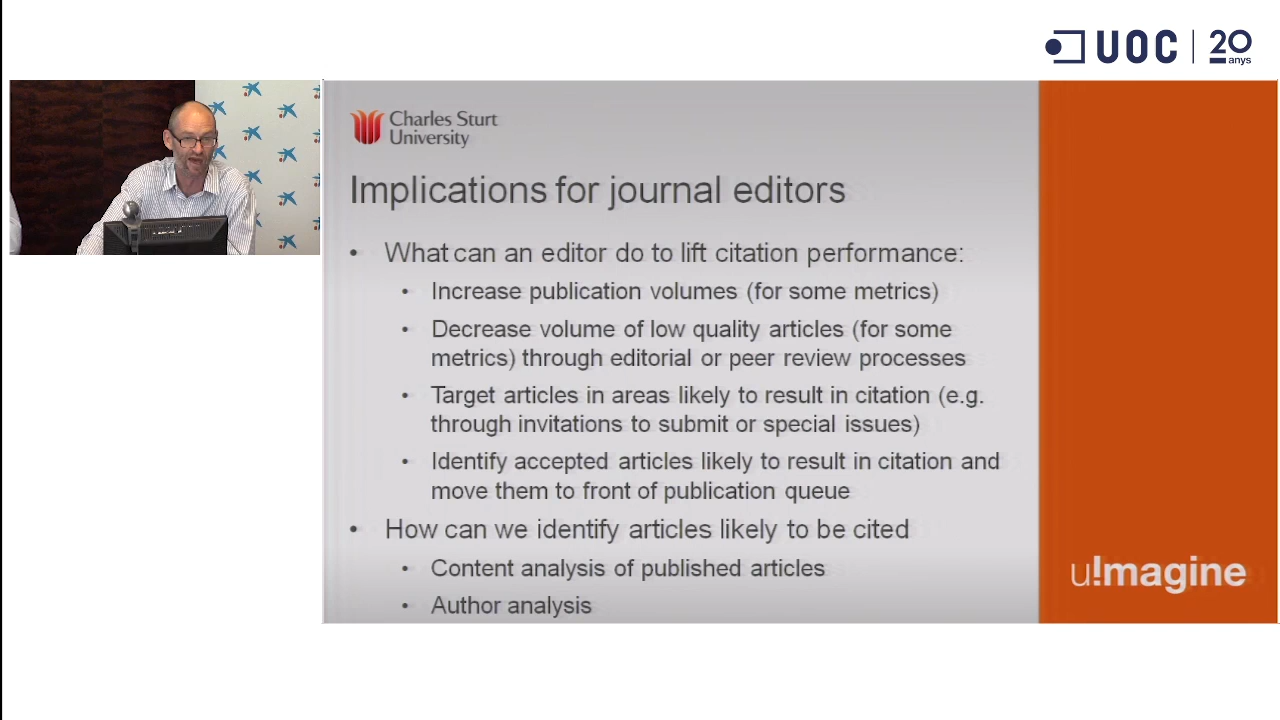 UOC
20
anys
Charles Sturt
University
Implications for journal editors
• What can an editor do to lift citation performance:
• Increase publication volumes (for some metrics)
• Decrease volume of low quality articles (for some
metrics) through editorial or peer review processes
• Target articles in areas likely to result in citation (e.g.
through invitations to submit or special issues)
• Identify accepted articles likely to result in citation and
move them to front of publication queue
• How can we identify articles likely to be cited
• Content analysis of published articles
• Author analysis
u!magine